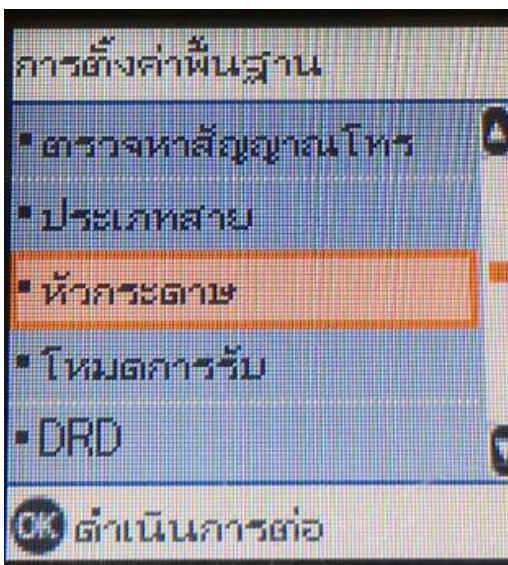 การตั้งค่าพื้นฐาน
ตรวจหาสัญญาณโทร
ประเภทสาย
หัวกระดาษ
โหมดการรับ
DRD
OK ดำเนินการต่อ